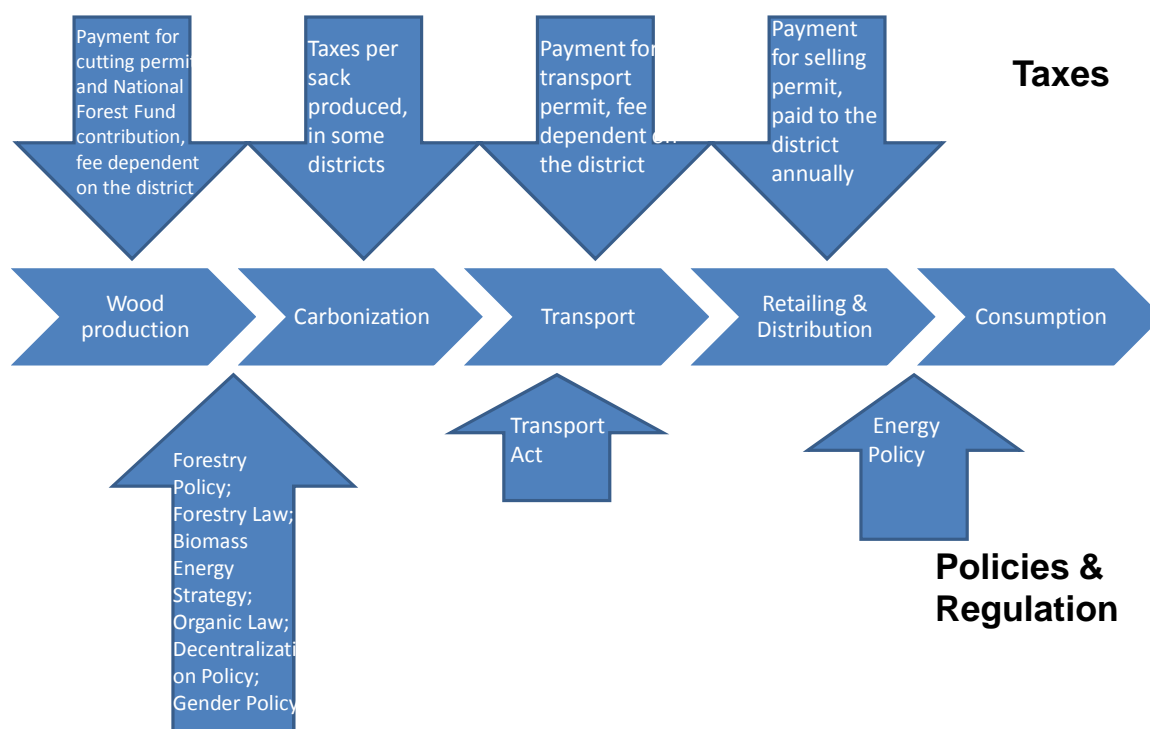 Payment for
cutting permit
and National
Forest Fund
contribution,
fee dependent
on the district
Taxes per
sack
produced,
in some
districts
Payment for
transport
permit, fee
dependent on
the district
Payment
for selling
permit,
paid to the
district
annually
Taxes
Wood
production
Carbonization
Transport
Retailing &
Distribution
Consumption
Forestry
Policy;
Forestry Law;
Biomass
Energy
Strategy;
Organic Law;
Decentralizati
on Policy;
Gender Policy
Transport
Act
Energy
Policy
Policies &
Regulation